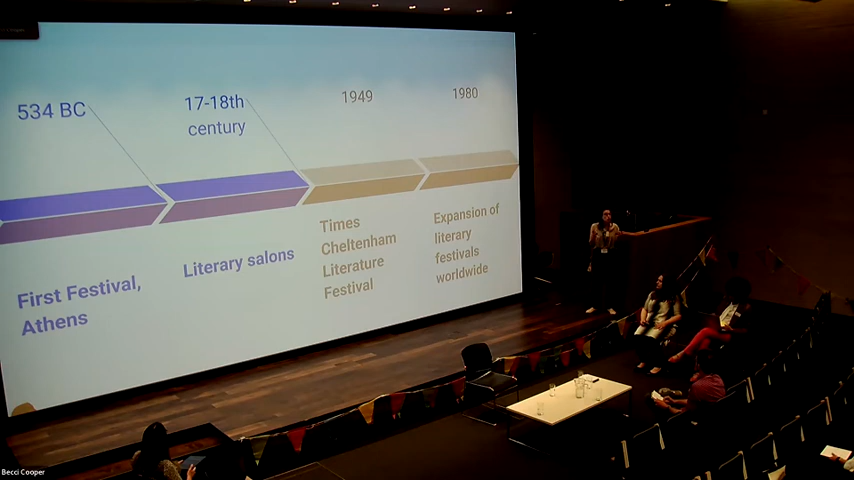 534 BC
17-18th
century
1949
1980
First Festival,
Athens
Literary salons
Times
Cheltenham
Literature
Festival
Expansion of
literary
festivals
worldwide
Becci Cooper